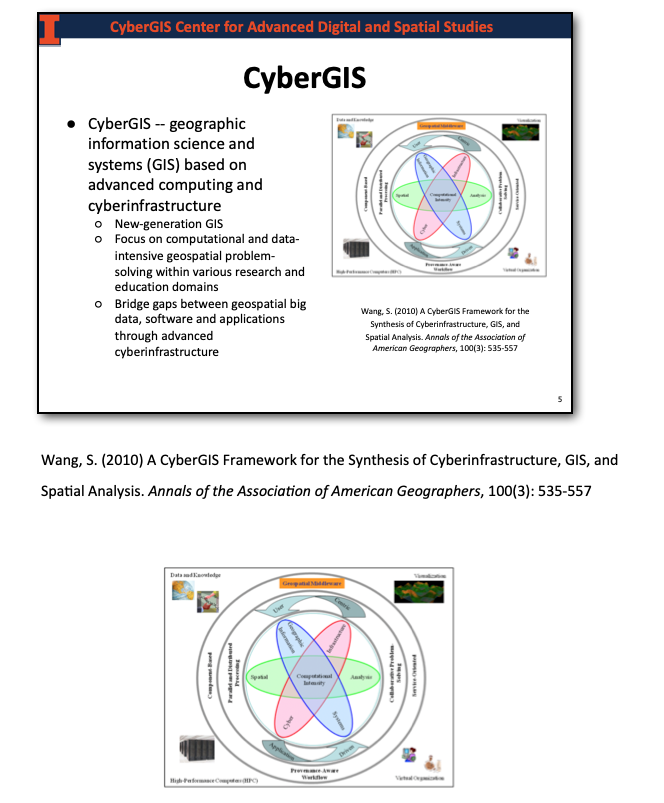 CyberGIS Center for Advanced Digital and Spatial Studies
CyberGIS
● CyberGIS -- geographic
information science and
systems (GIS) based on
advanced computing and
cyberinfrastructure
o New-generation GIS
o Focus on computational and data-
intensive geospatial problem-
solving within various research and
education domains
o Bridge gaps between geospatial big
data, software and applications
through advanced
cyberinfrastructure
Data and Knowledge
Visualization
Geospatial Middleware
User
Centric
Geographic
Information
Infrastructure
Component-Based
Parallel and Distributed
Processing
Spatial
Computational
Intensity
Analysis
Collaborative Problem-
Solving
Service-Oriented
Cyber
Systems
Application
Driven
Provenance-Aware
Workflow
High-Performance Computers (HPC)
Virtual Organization
Wang, S. (2010) A CyberGIS Framework for the
Synthesis of Cyberinfrastructure, GIS, and
Spatial Analysis. Annals of the Association of
American Geographers, 100(3): 535-557
5
Wang, S. (2010) A CyberGIS Framework for the Synthesis of Cyberinfrastructure, GIS, and
Spatial Analysis. Annals of the Association of American Geographers, 100(3): 535-557
Data and Knowledge
Visualization
Geospatial Middleware
User
Centric
Geographic
Information
Infrastructure
Component-Based
Parallel and Distributed
Processing
Spatial
Computational
Intensity
Analysis
Collaborative Problem-
Solving
Service-Oriented
Cyber
Systems
Application
Driven
Provenance-Aware
Workflow
High-Performance Computers (HPC)
Virtual Organization